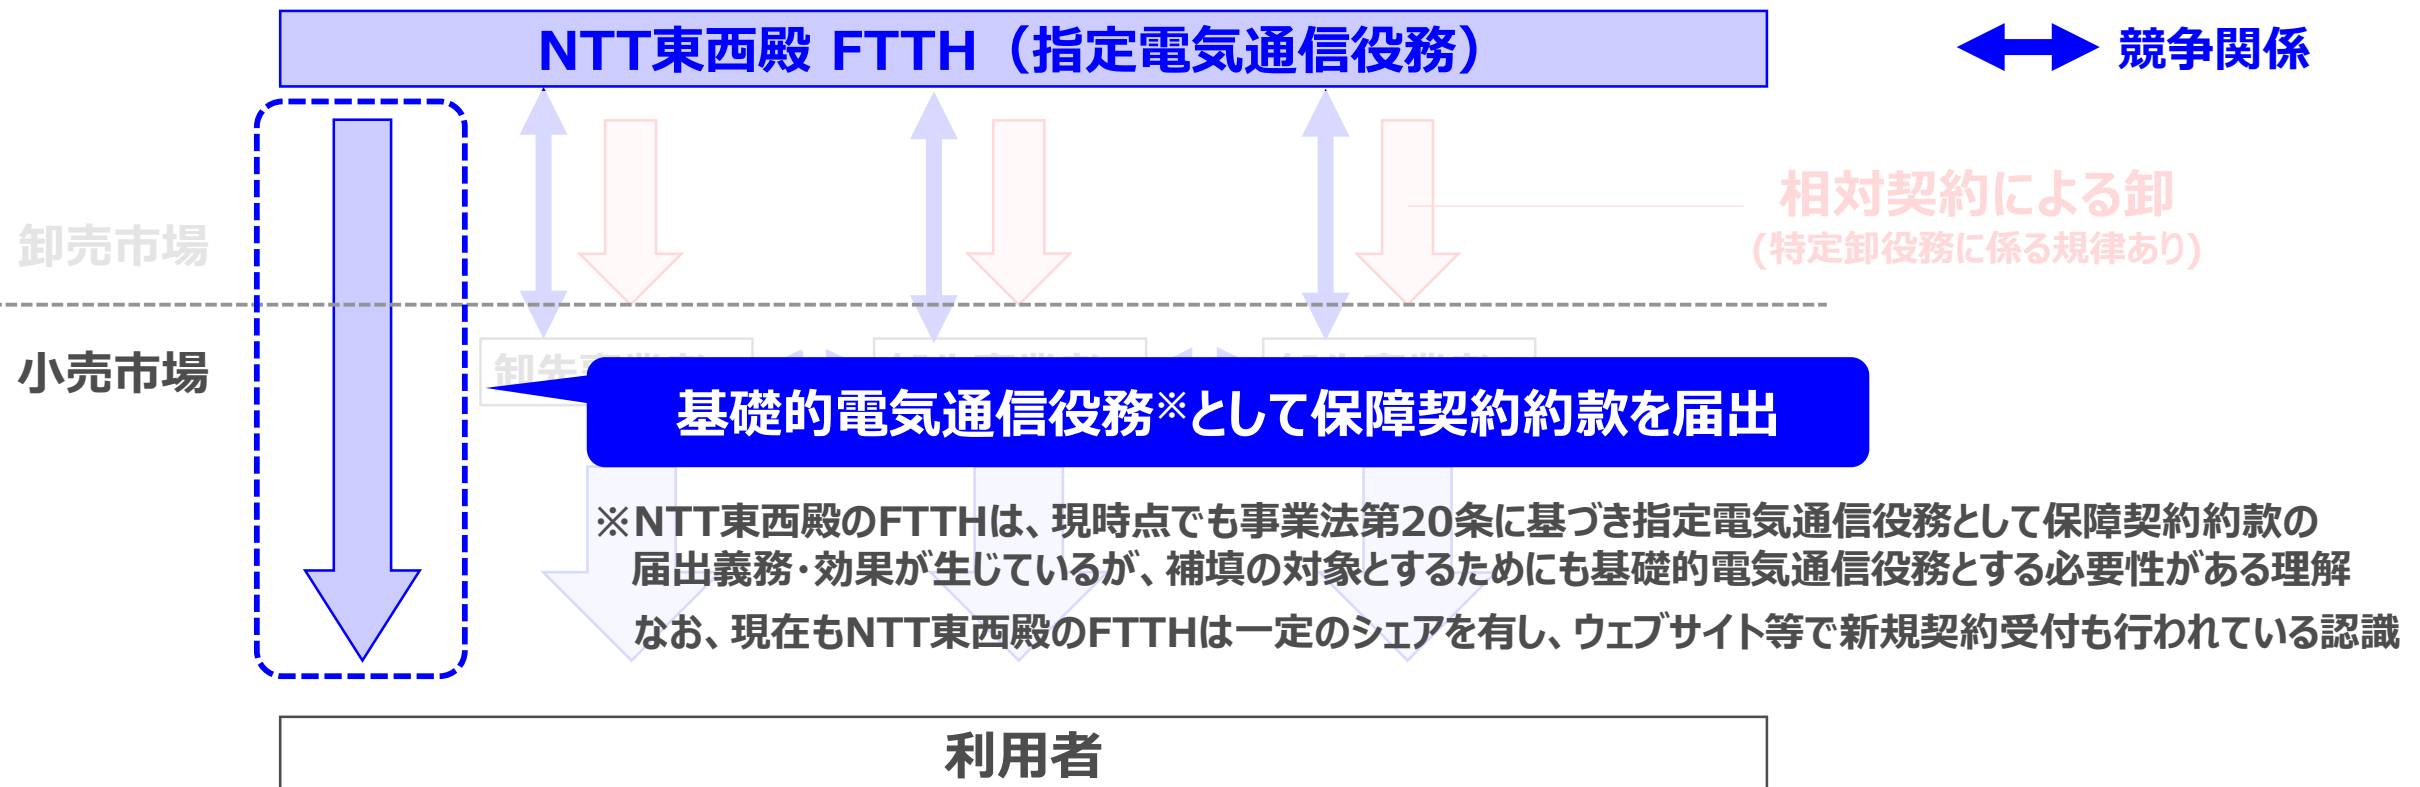 NTT東西殿 FTTH（指定電気通信役務）
競争関係
相対契約による卸
(特定卸役務に係る規律あり)
卸売市場
小売市場
基礎的電気通信役務※として保障契約約款を届出
※NTT東西殿のFTTHは、現時点でも事業法第20条に基づき指定電気通信役務として保障契約約款の
届出義務・効果が生じているが、補填の対象とするためにも基礎的電気通信役務とする必要性がある理解
なお、現在もNTT東西殿のFTTHは一定のシェアを有し、ウェブサイト等で新規契約受付も行われている認識
利用者